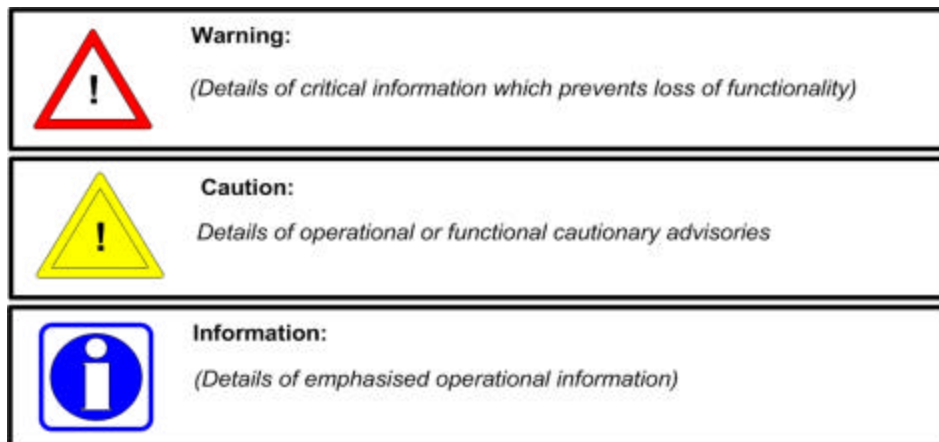 Warning:
!
(Details of critical information which prevents loss of functionality)
Caution:
!
Details of operational or functional cautionary advisories
Information:
i
(Details of emphasised operational information)